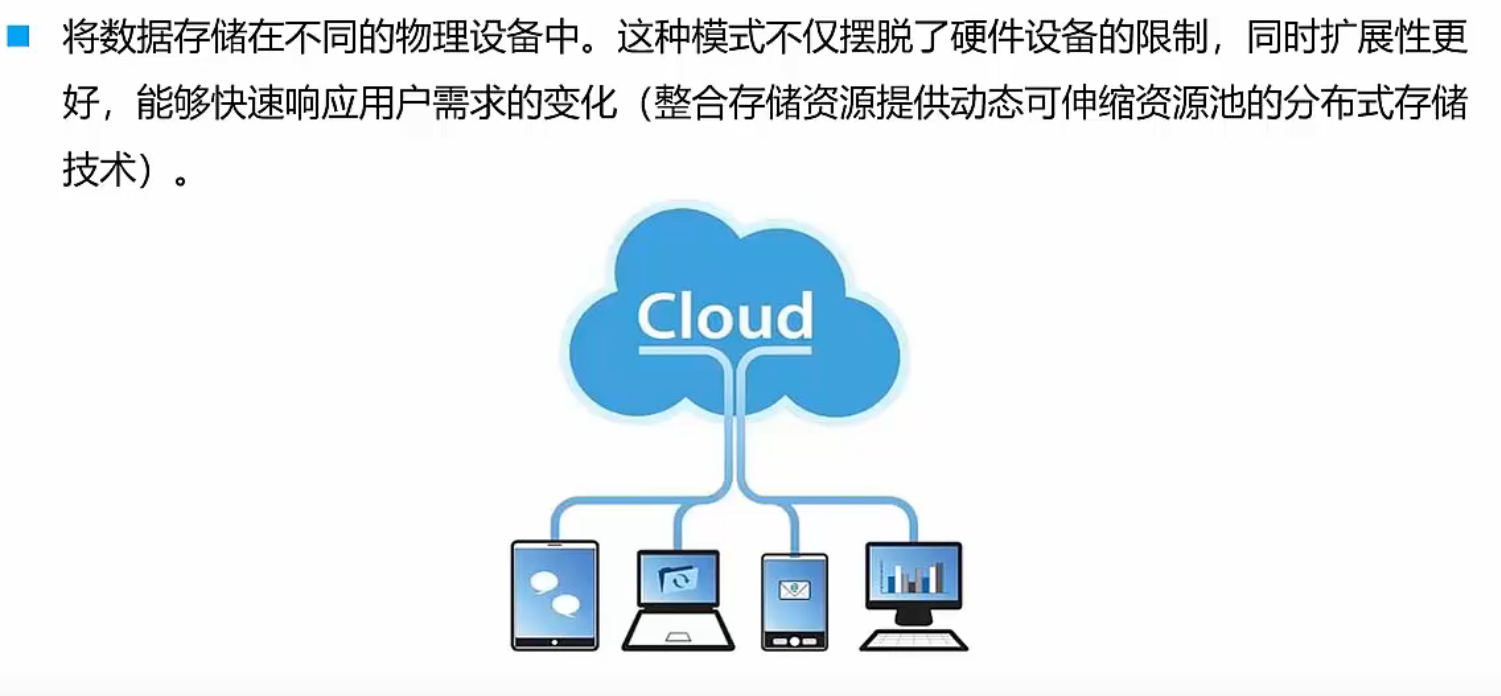 将数据存储在不同的物理设备中。这种模式不仅摆脱了硬件设备的限制，同时扩展性更
好，能够快速响应用户需求的变化（整合存储资源提供动态可伸缩资源池的分布式存储
技术）。
Cloud